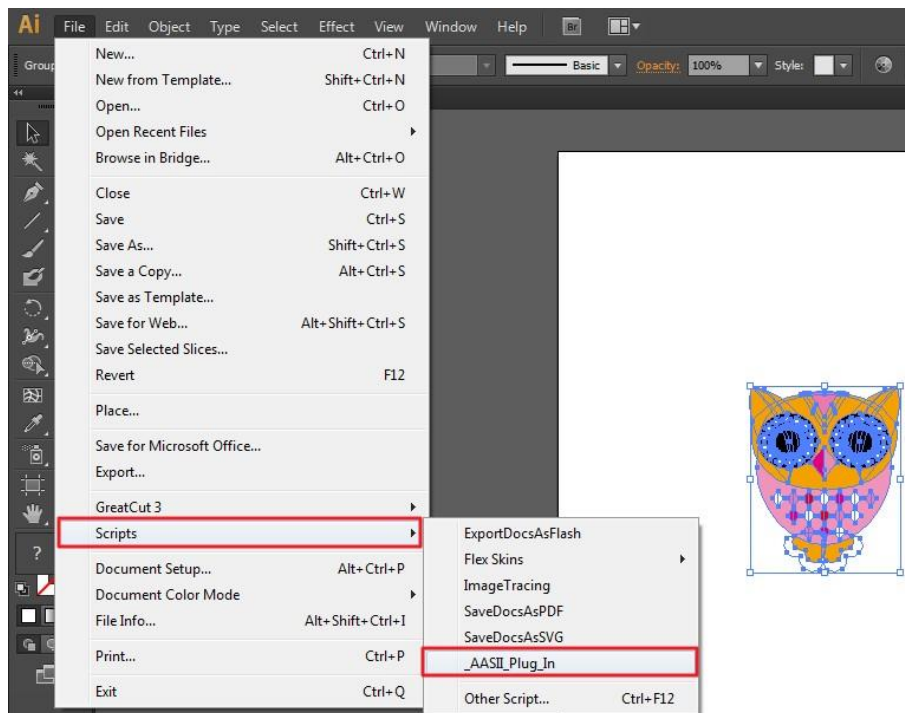 Ai File Edit Object Type Select Effect View Window Help Br
Group Basic Opacity: 100% Style:
New... Ctrl+N
New from Template... Shift+Ctrl+N
Open... Ctrl+O
Open Recent Files
Browse in Bridge... Alt+Ctrl+O
Close Ctrl+W
Save Ctrl+S
Save As... Shift+Ctrl+S
Save a Copy... Alt+Ctrl+S
Save as Template...
Save for Web... Alt+Shift+Ctrl+S
Save Selected Slices...
Revert F12
Place...
Save for Microsoft Office...
Export...
GreatCut 3
Scripts
Document Setup... Alt+Ctrl+P
Document Color Mode
File Info... Alt+Shift+Ctrl+I
Print... Ctrl+P
Exit Ctrl+Q
ExportDocsAsFlash
Flex Skins
ImageTracing
SaveDocsAsPDF
SaveDocsAsSVG
_AASII_Plug_In
Other Script... Ctrl+F12
?